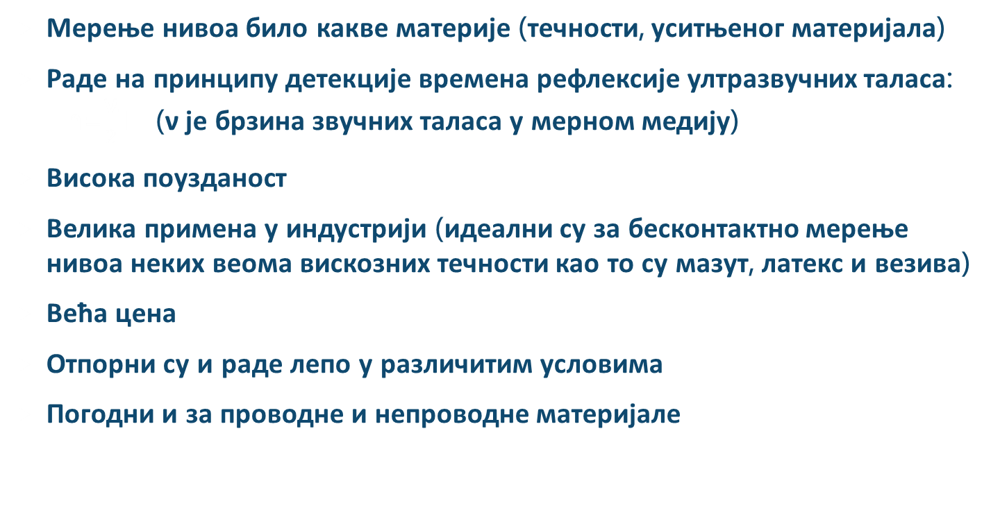 Мерење нивоа било какве материје (течности, уситњеног материјала)
Раде на принципу детекције времена рефлексије ултразвучних таласа:
(ν је брзина звучних таласа у мерном медију)
Висока поузданост
Велика примена у индустрији (идеални су за бесконтактно мерење
нивоа неких веома вискозних течности као то су мазут, латекс и везива)
Већа цена
Отпорни су и раде лепо у различитим условима
Погодни и за проводне и непроводне материјале